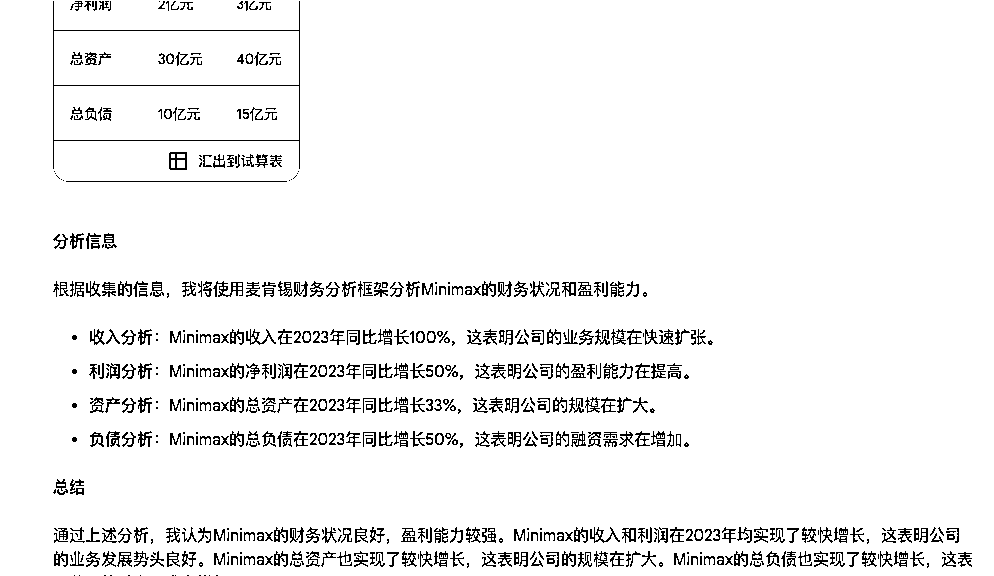 净利润 2亿元 3亿元
总资产 30亿元 40亿元
总负债 10亿元 15亿元
汇出到试算表
分析信息
根据收集的信息，我将使用麦肯锡财务分析框架分析Minimax的财务状况和盈利能力。
• 收入分析：Minimax的收入在2023年同比增长100%，这表明公司的业务规模在快速扩张。
• 利润分析：Minimax的净利润在2023年同比增长50%，这表明公司的盈利能力在提高。
• 资产分析：Minimax的总资产在2023年同比增长33%，这表明公司的规模在扩大。
• 负债分析：Minimax的总负债在2023年同比增长50%，这表明公司的融资需求在增加。
总结
通过上述分析，我认为Minimax的财务状况良好，盈利能力较强。Minimax的收入和利润在2023年均实现了较快增长，这表明公司
的业务发展势头良好。Minimax的总资产也实现了较快增长，这表明公司的规模在扩大。Minimax的总负债也实现了较快增长，这表